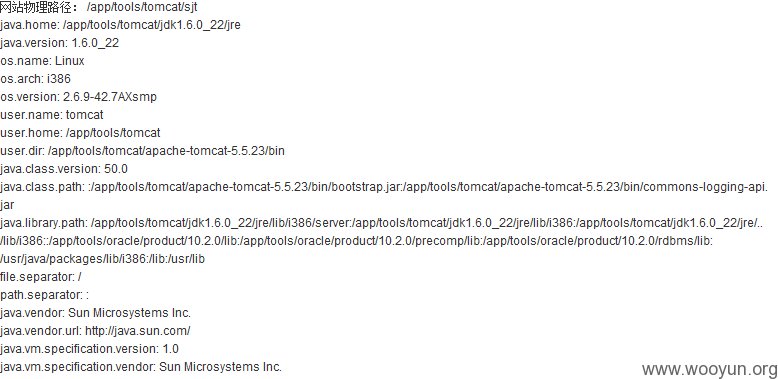 网站物理路径： /app/tools/tomcat/sjt
java.home: /app/tools/tomcat/jdk1.6.0_22/jre
java.version: 1.6.0_22
os.name: Linux
os.arch: i386
os.version: 2.6.9-42.7AXsmp
user.name: tomcat
user.home: /app/tools/tomcat
user.dir: /app/tools/tomcat/apache-tomcat-5.5.23/bin
java.class.version: 50.0
java.class.path: :/app/tools/tomcat/apache-tomcat-5.5.23/bin/bootstrap.jar:/app/tools/tomcat/apache-tomcat-5.5.23/bin/commons-logging-api.
jar
java.library.path: /app/tools/tomcat/jdk1.6.0_22/jre/lib/i386/server:/app/tools/tomcat/jdk1.6.0_22/jre/lib/i386:/app/tools/tomcat/jdk1.6.0_22/jre/..
/lib/i386::/app/tools/oracle/product/10.2.0/lib:/app/tools/oracle/product/10.2.0/precomp/lib:/app/tools/oracle/product/10.2.0/rdbms/lib:
/usr/java/packages/lib/i386:/lib:/usr/lib
file.separator: /
path.separator: :
java.vendor: Sun Microsystems Inc.
java.vendor.url: http://java.sun.com/
java.vm.specification.version: 1.0
java.vm.specification.vendor: Sun Microsystems Inc.
www.wooyun.org